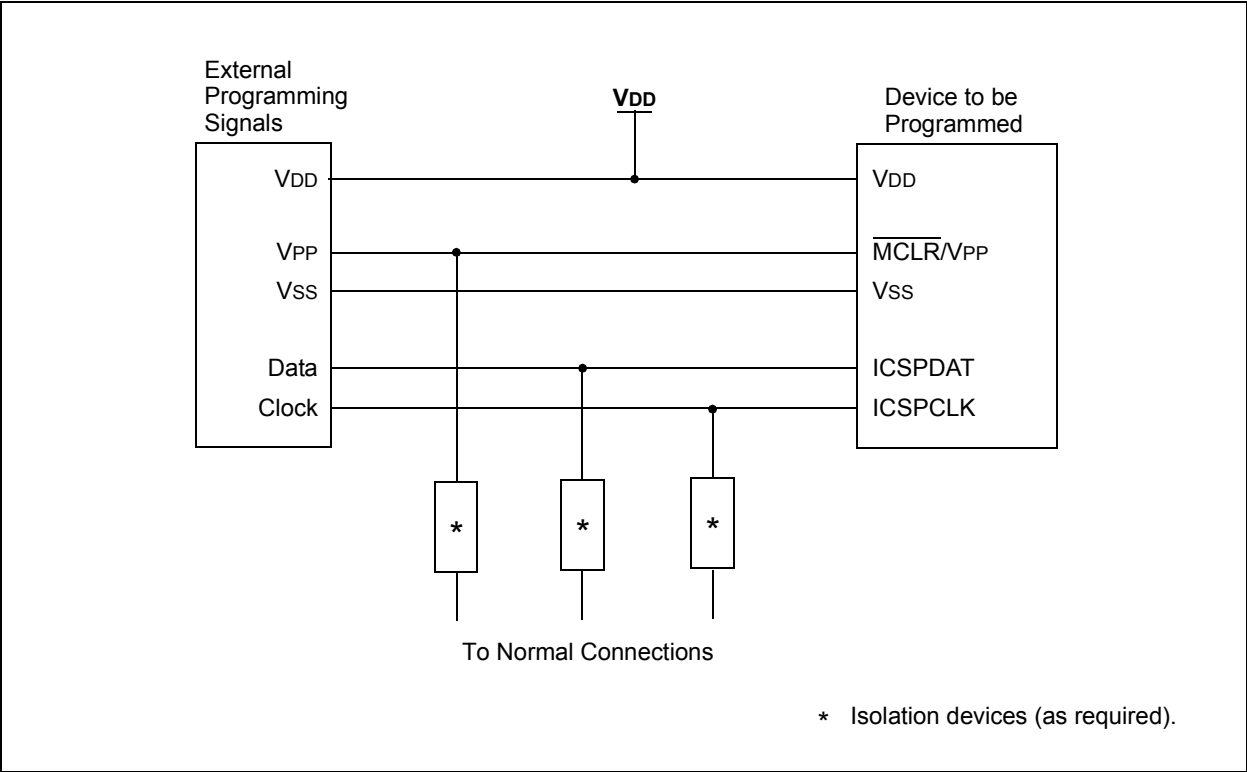 External
Programming
Signals
VDD
Device to be
Programmed
VDD
VDD
VPP
MCLR/VPP
VSS
VSS
Data
ICSPDAT
Clock
ICSPCLK
*
*
*
To Normal Connections
* Isolation devices (as required).